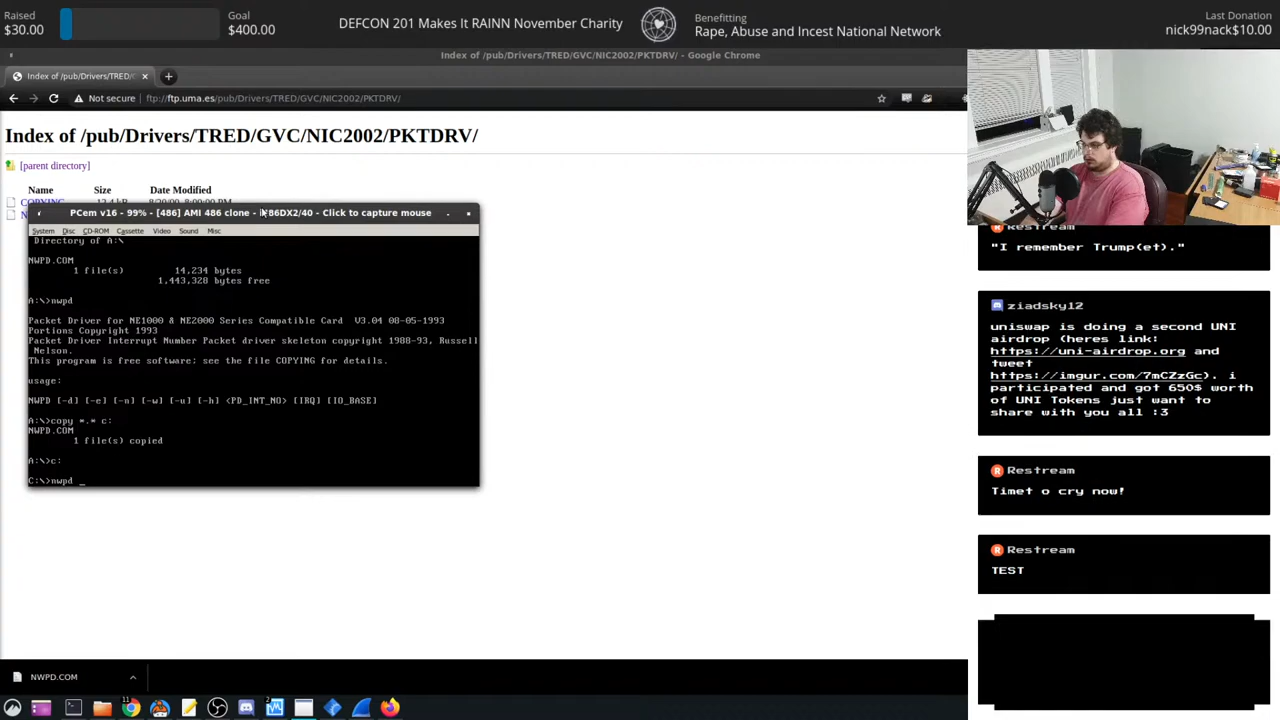 Raised
$30.00
Goal
$400.00
DEFCON 201 Makes It RAINN November Charity
Benefitting
Rape, Abuse and Incest National Network
Last Donation
nick99nack$10.00
Index of /pub/Drivers/TRED/GVC/NIC2002/PKTDRV/ - Google Chrome
Index of /pub/Drivers/TRED/
Not secure
ftp://ftp.uma.es/pub/Drivers/TRED/GVC/NIC2002/PKTDRV/
Index of /pub/Drivers/TRED/GVC/NIC2002/PKTDRV/
[parent directory]
Name Size Date Modified
PCem v16 - 99% - [486] AMI 486 clone - i486DX2/40 - Click to capture mouse
System Disc CD-ROM Cassette Video Sound Misc
Directory of A:\
NWPD.COM
1 file(s) 14,234 bytes
1,443,328 bytes free
A:\>nwpd
Packet Driver for NE1000 & NE2000 Series Compatible Card V3.04 08-05-1993
Portions Copyright 1993
Packet Driver Interrupt Number Packet driver skeleton copyright 1988-93, Russell
Nelson.
This program is free software; see the file COPYING for details.
usage:
NWPD [-d] [-e] [-n] [-w] [-u] [-h] <PD_INT_NO> [IRQ] [IO_BASE]
A:\>copy *.* c:
NWPD.COM
1 file(s) copied
A:\>c:
C:\>nwpd _
Restream
"I remember Trump(et)."
ziadsky12
uniswap is doing a second UNI
airdrop (heres link:
https://uni-airdrop.org and
tweet
https://imgur.com/7mCZzGc). i
participated and got 650$ worth
of UNI Tokens just want to
share with you all :3
Restream
Timet o cry now!
Restream
TEST
NWPD.COM
11
2